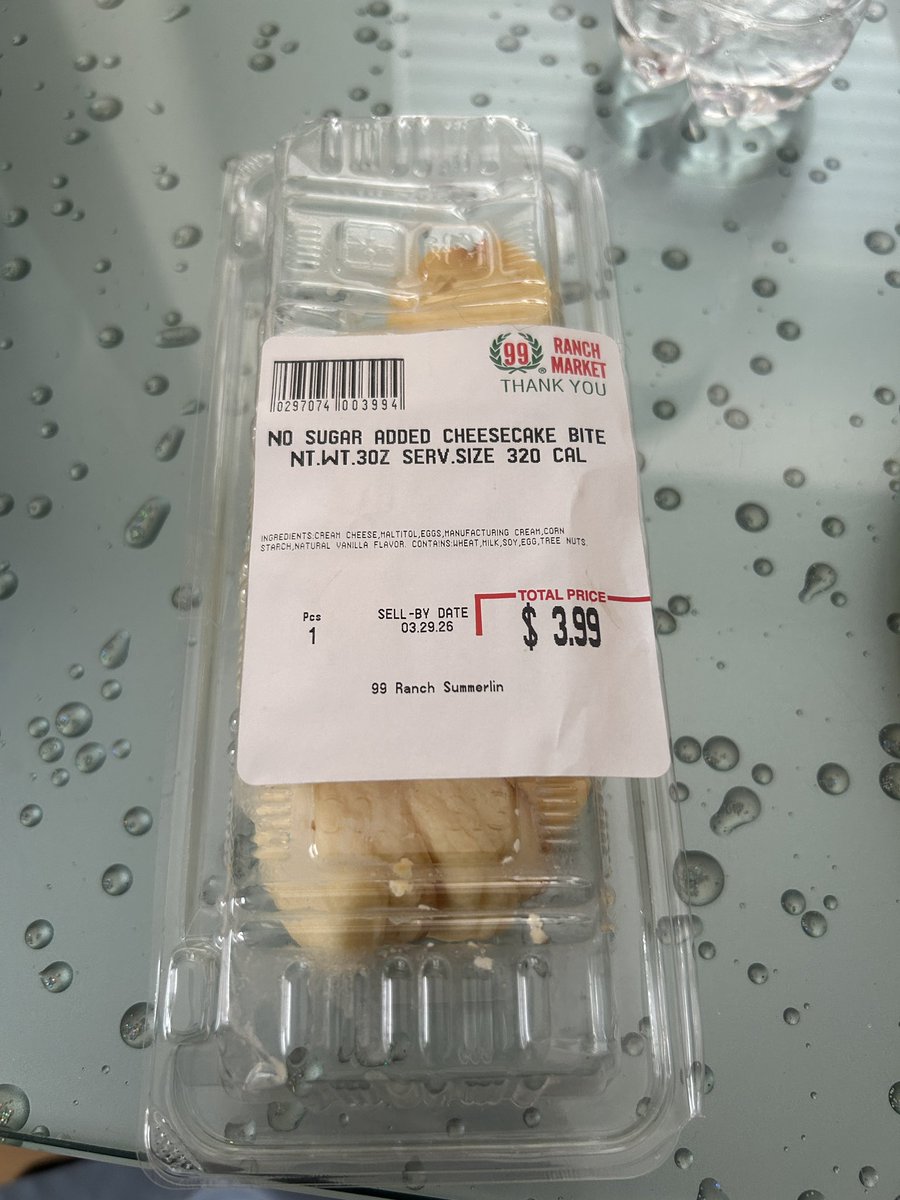 99 RANCH
® MARKET
THANK YOU
0297074 003994
NO SUGAR ADDED CHEESECAKE BITE
NT.WT.3OZ SERV.SIZE 320 CAL
INGREDIENTS:CREAM CHEESE,MALTITOL,EGGS,MANUFACTURING CREAM,CORN
STARCH,NATURAL VANILLA FLAVOR. CONTAINS:WHEAT,MILK,SOY,EGG,TREE NUTS.
TOTAL PRICE
Pcs SELL-BY DATE $ 3.99
1 03.29.26
99 Ranch Summerlin